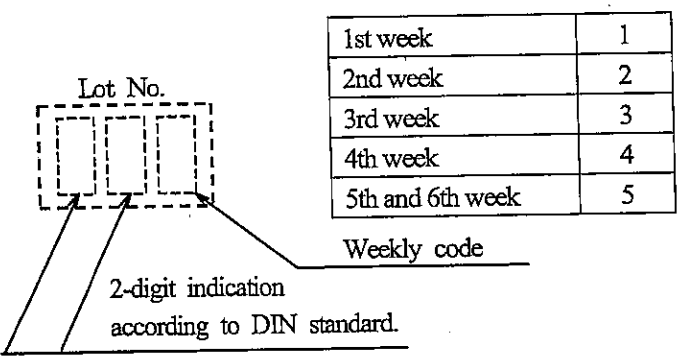 Lot No.
1st week 1
2nd week 2
3rd week 3
4th week 4
5th and 6th week 5
Weekly code
2-digit indication
according to DIN standard.